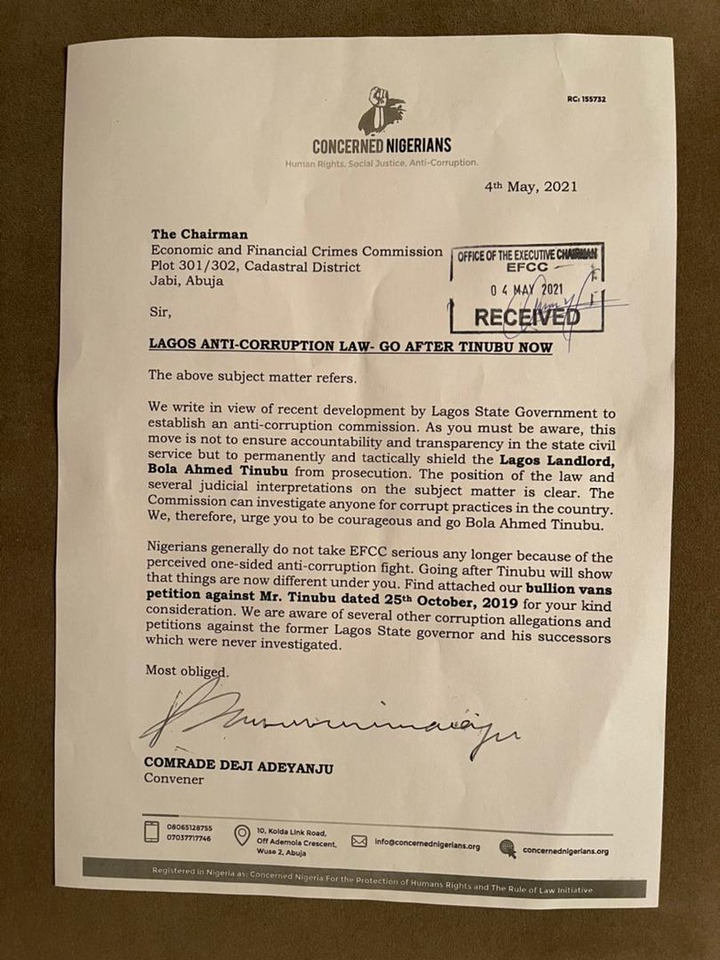 RC: 155732
CONCERNED NIGERIANS
Human Rights. Social Justice. Anti-Corruption.
4th May, 2021
The Chairman
Economic and Financial Crimes Commission
Plot 301/302, Cadastral District
Jabi, Abuja
OFFICE OF THE EXECUTIVE CHAIRMAN
EFCC
04 MAY 2021
RECEIVED
Sir,
LAGOS ANTI-CORRUPTION LAW- GO AFTER TINUBU NOW
The above subject matter refers.
We write in view of recent development by Lagos State Government to
establish an anti-corruption commission. As you must be aware, this
move is not to ensure accountability and transparency in the state civil
service but to permanently and tactically shield the Lagos Landlord,
Bola Ahmed Tinubu from prosecution. The position of the law and
several judicial interpretations on the subject matter is clear. The
Commission can investigate anyone for corrupt practices in the country.
We, therefore, urge you to be courageous and go Bola Ahmed Tinubu.
Nigerians generally do not take EFCC serious any longer because of the
perceived one-sided anti-corruption fight. Going after Tinubu will show
that things are now different under you. Find attached our bullion vans
petition against Mr. Tinubu dated 25th October, 2019 for your kind
consideration. We are aware of several other corruption allegations and
petitions against the former Lagos State governor and his successors
which were never investigated.
Most obliged.
COMRADE DEJI ADEYANJU
Convener
08065128755
07037717746
10, Kolda Link Road,
Off Ademola Crescent,
Wuse 2, Abuja
info@concernednigerians.org
concernednigerians.org
Registered in Nigeria as: Concerned Nigeria For the Protection of Humans Rights and The Rule of Law Initiative